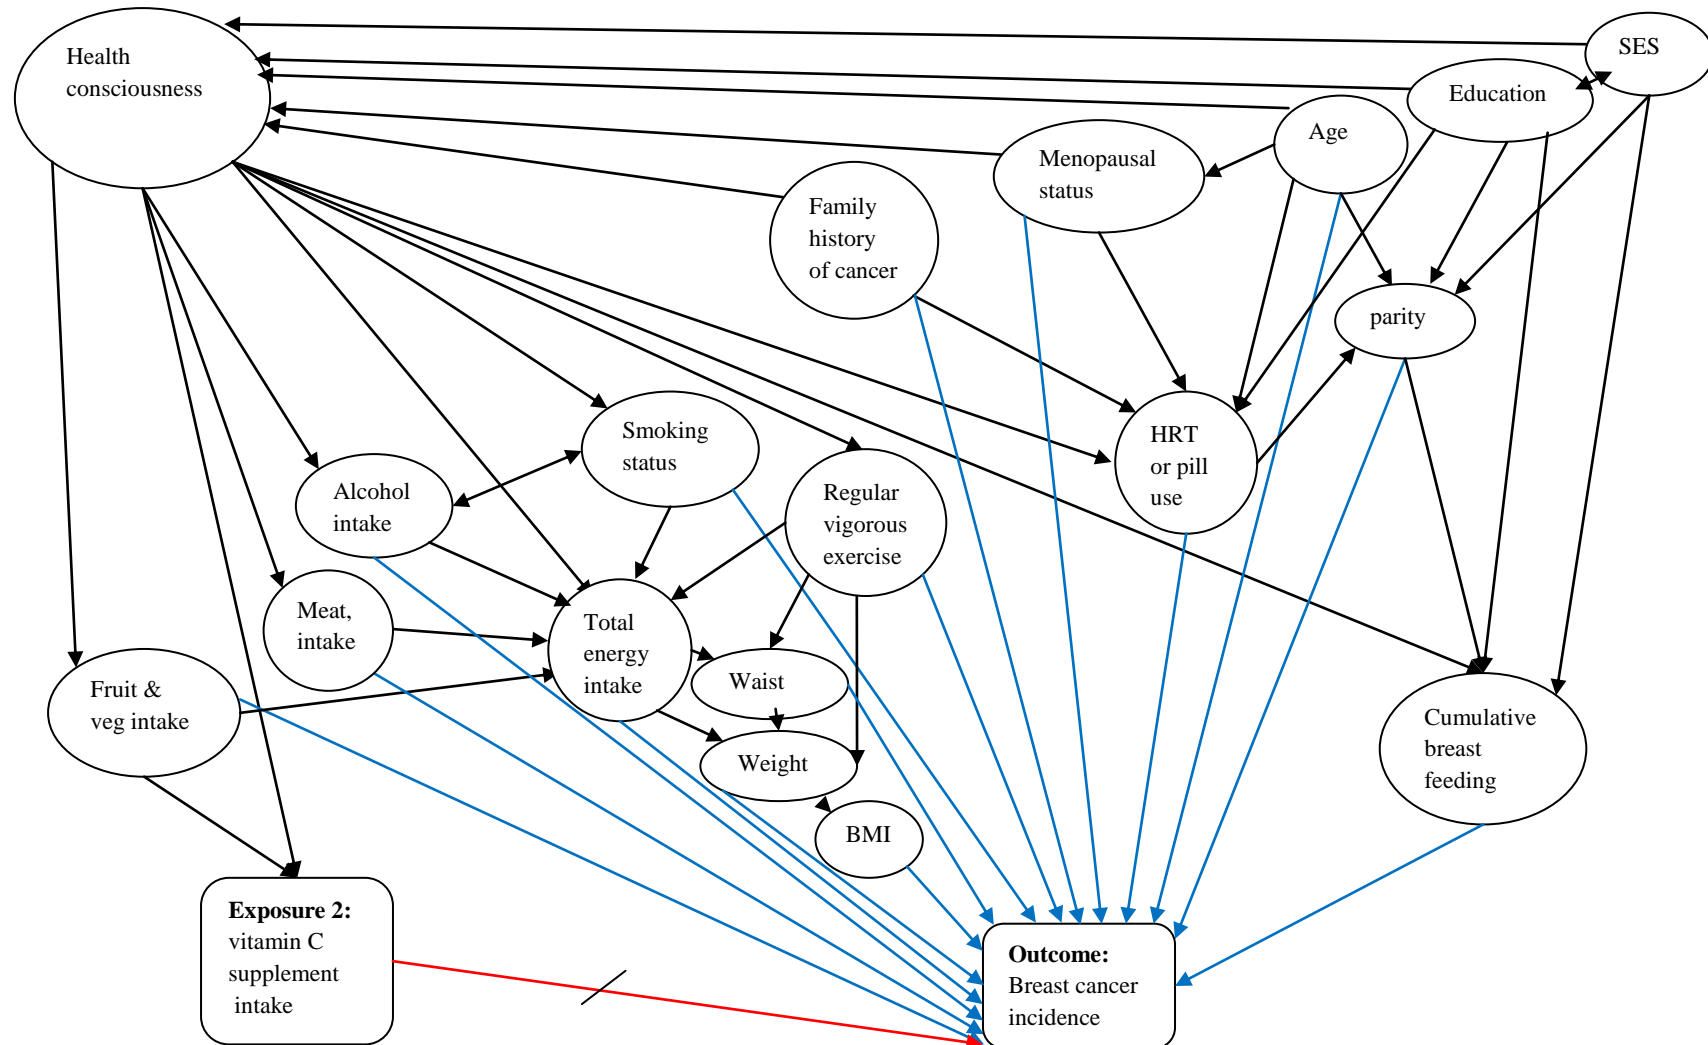 Health
consciousness
SES
Education
Age
Menopausal
status
Family
history
of cancer
parity
Smoking
status
HRT
or pill
use
Alcohol
intake
Regular
vigorous
exercise
Meat,
intake
Total
energy
intake
Fruit &
veg intake
Waist
Weight
Cumulative
breast
feeding
BMI
Exposure 2:
vitamin C
supplement
intake
Outcome:
Breast cancer
incidence